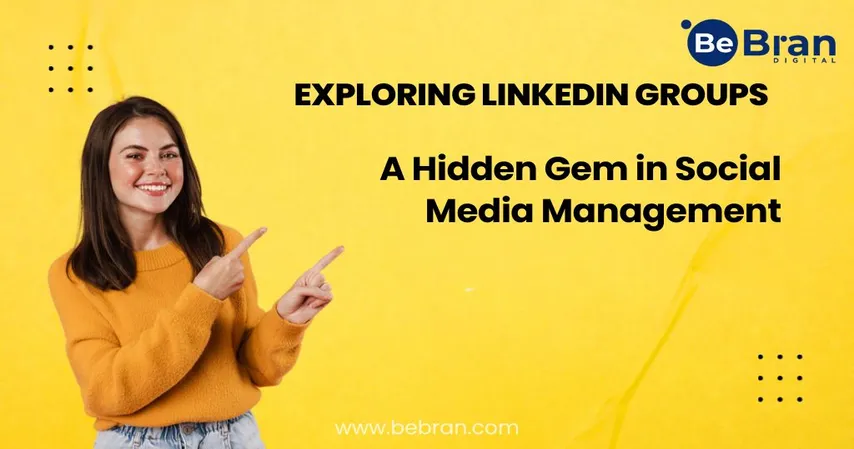 Be Bran
DIGITAL
EXPLORING LINKEDIN GROUPS
A Hidden Gem in Social
Media Management
www.bebran.com